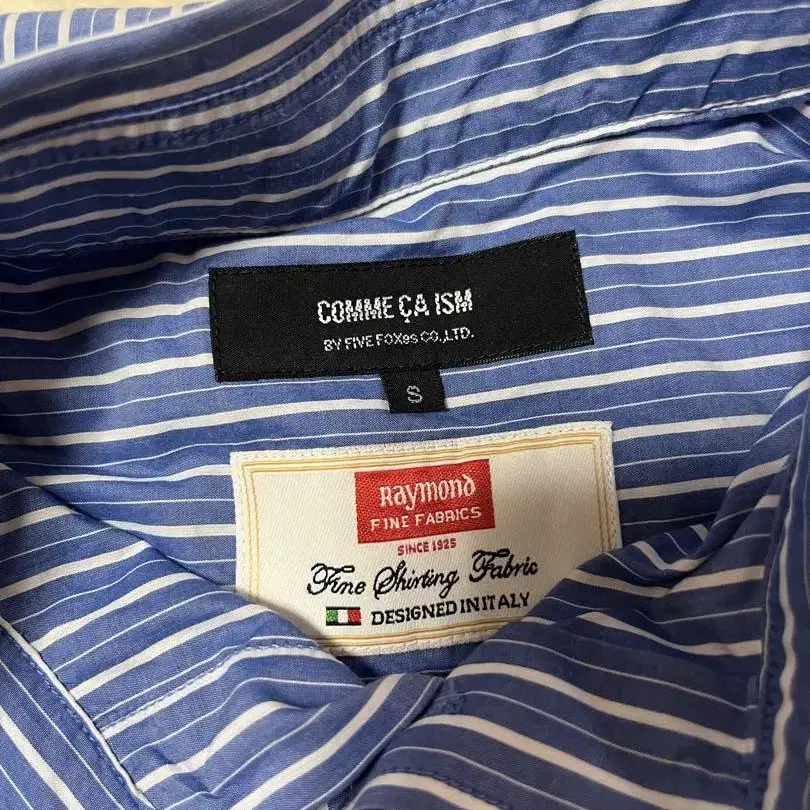 COMME ÇA ISM
BY FIVE FOXes CO.,LTD.
S
Raymond
FINE FABRICS
SINCE 1925
Fine Shirting Fabric
DESIGNED IN ITALY